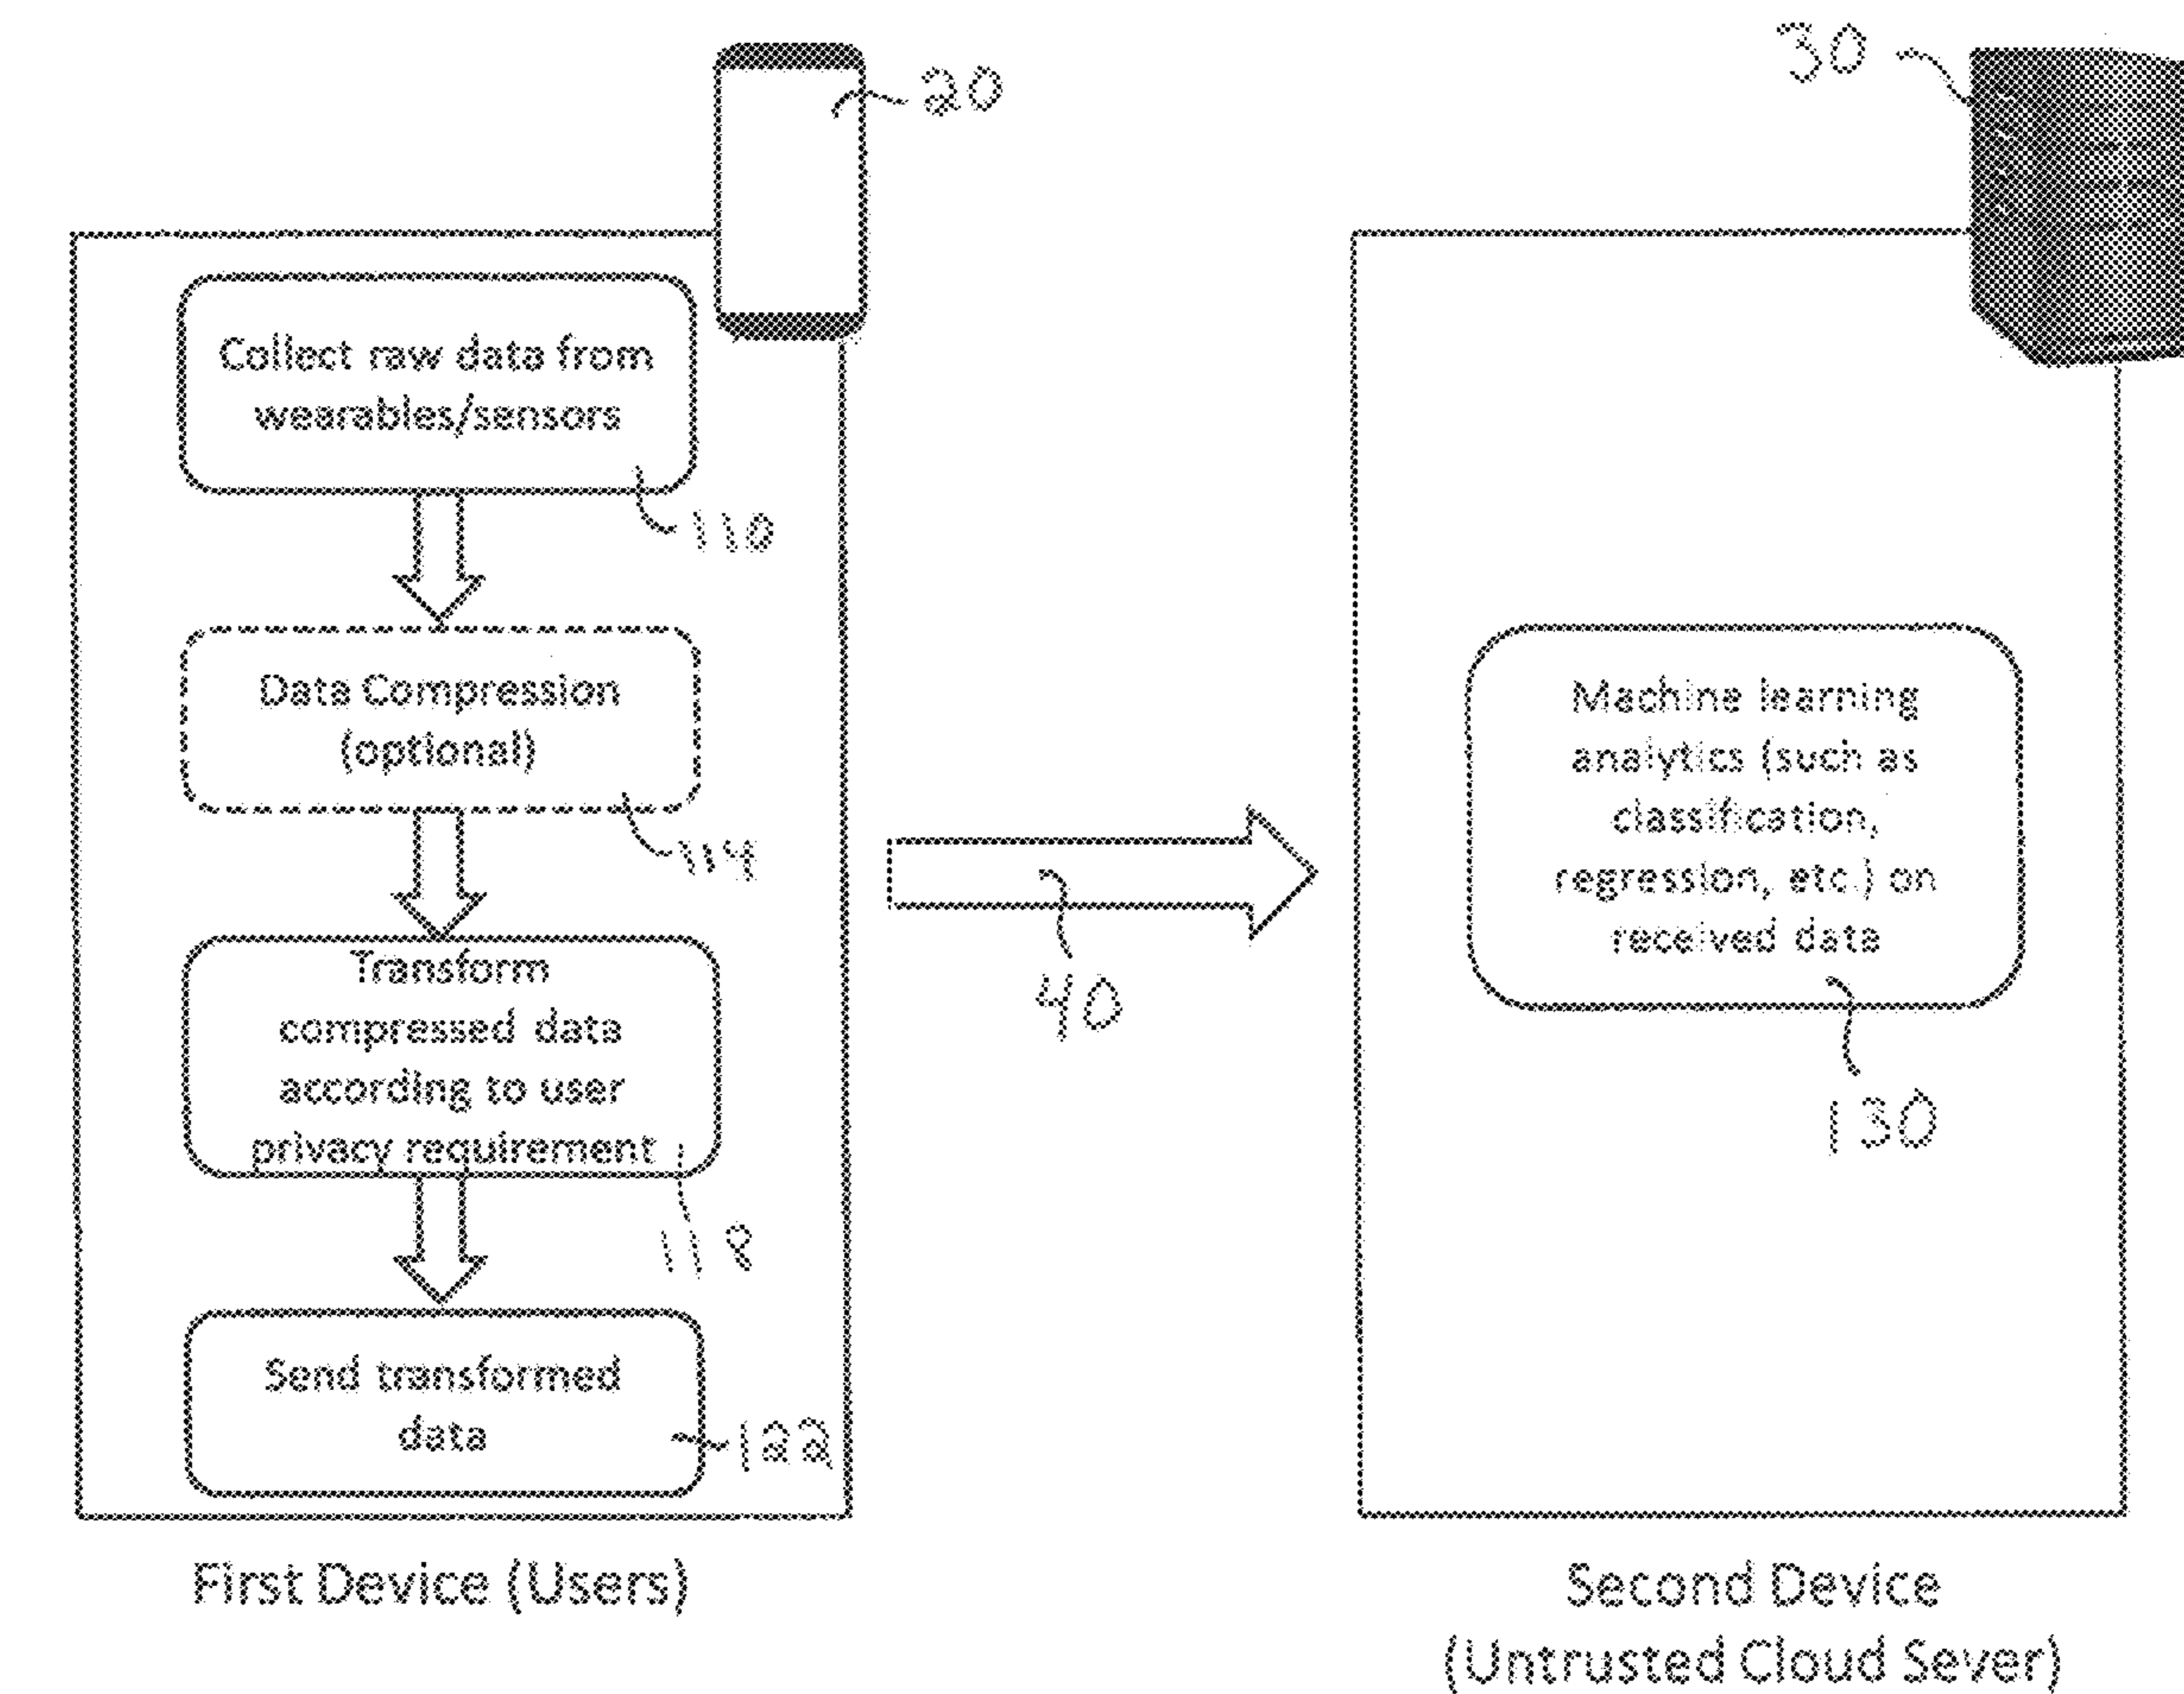 20
30
Collect raw data from
wearables/sensors
110
Data Compression
(optional)
114
Transform
compressed data
according to user
privacy requirement
118
Send transformed
data
122
First Device (Users)
40
Machine learning
analytics (such as
classification,
regression, etc.) on
received data
130
Second Device
(Untrusted Cloud Sever)